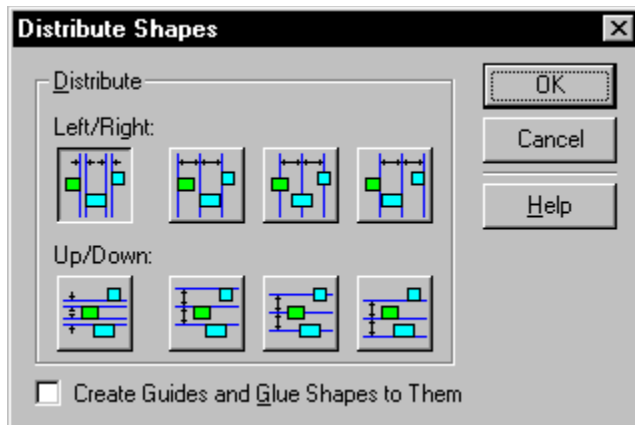 Distribute Shapes
Distribute
OK
Left/Right:
Cancel
Help
Up/Down:
Create Guides and Glue Shapes to Them